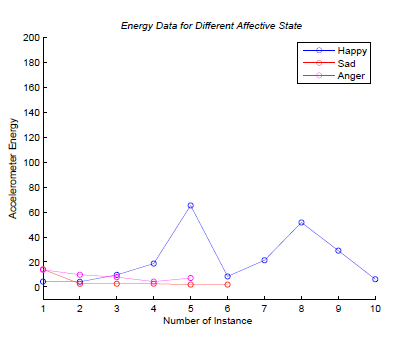 Energy Data for Different Affective State
Happy
Sad
Anger
Accelerometer Energy
200
180
160
140
120
100
80
60
40
20
0
1 2 3 4 5 6 7 8 9 10
Number of Instance